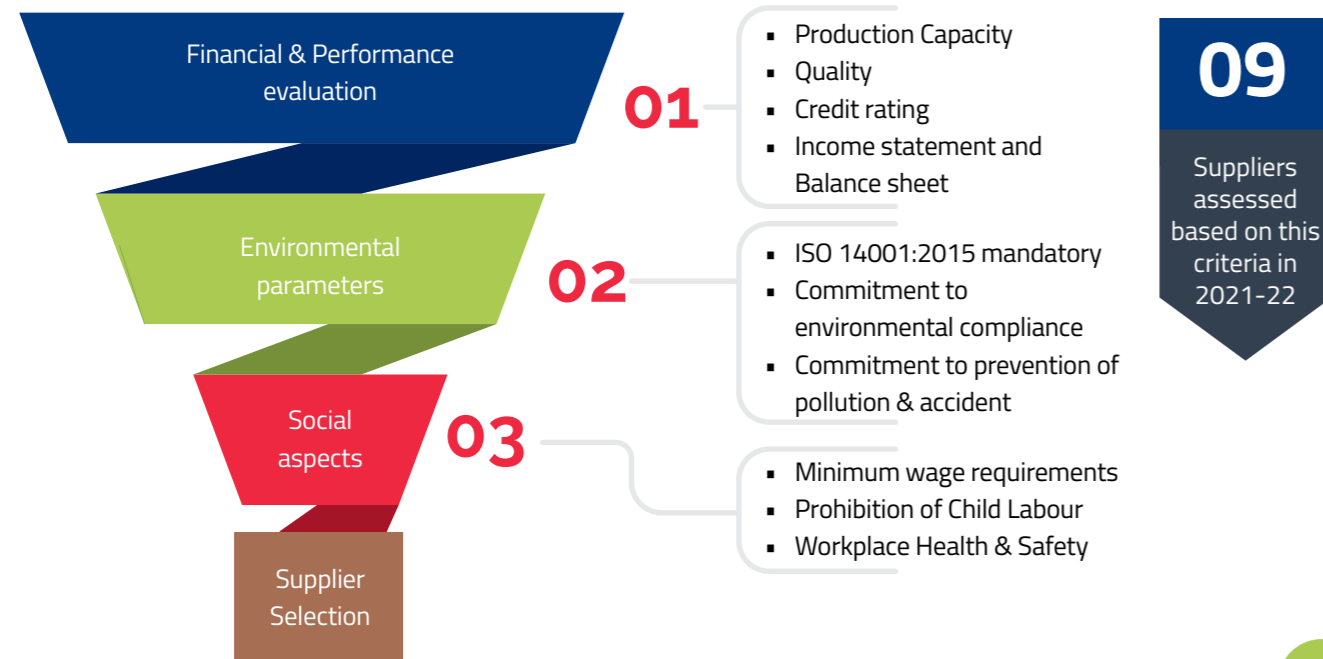 Financial & Performance
evaluation
01
▪ Production Capacity
▪ Quality
▪ Credit rating
▪ Income statement and
Balance sheet
Environmental
parameters
02
▪ ISO 14001:2015 mandatory
▪ Commitment to
environmental compliance
▪ Commitment to prevention of
pollution & accident
Social
aspects
03
▪ Minimum wage requirements
▪ Prohibition of Child Labour
▪ Workplace Health & Safety
Supplier
Selection
09
Suppliers
assessed
based on this
criteria in
2021-22